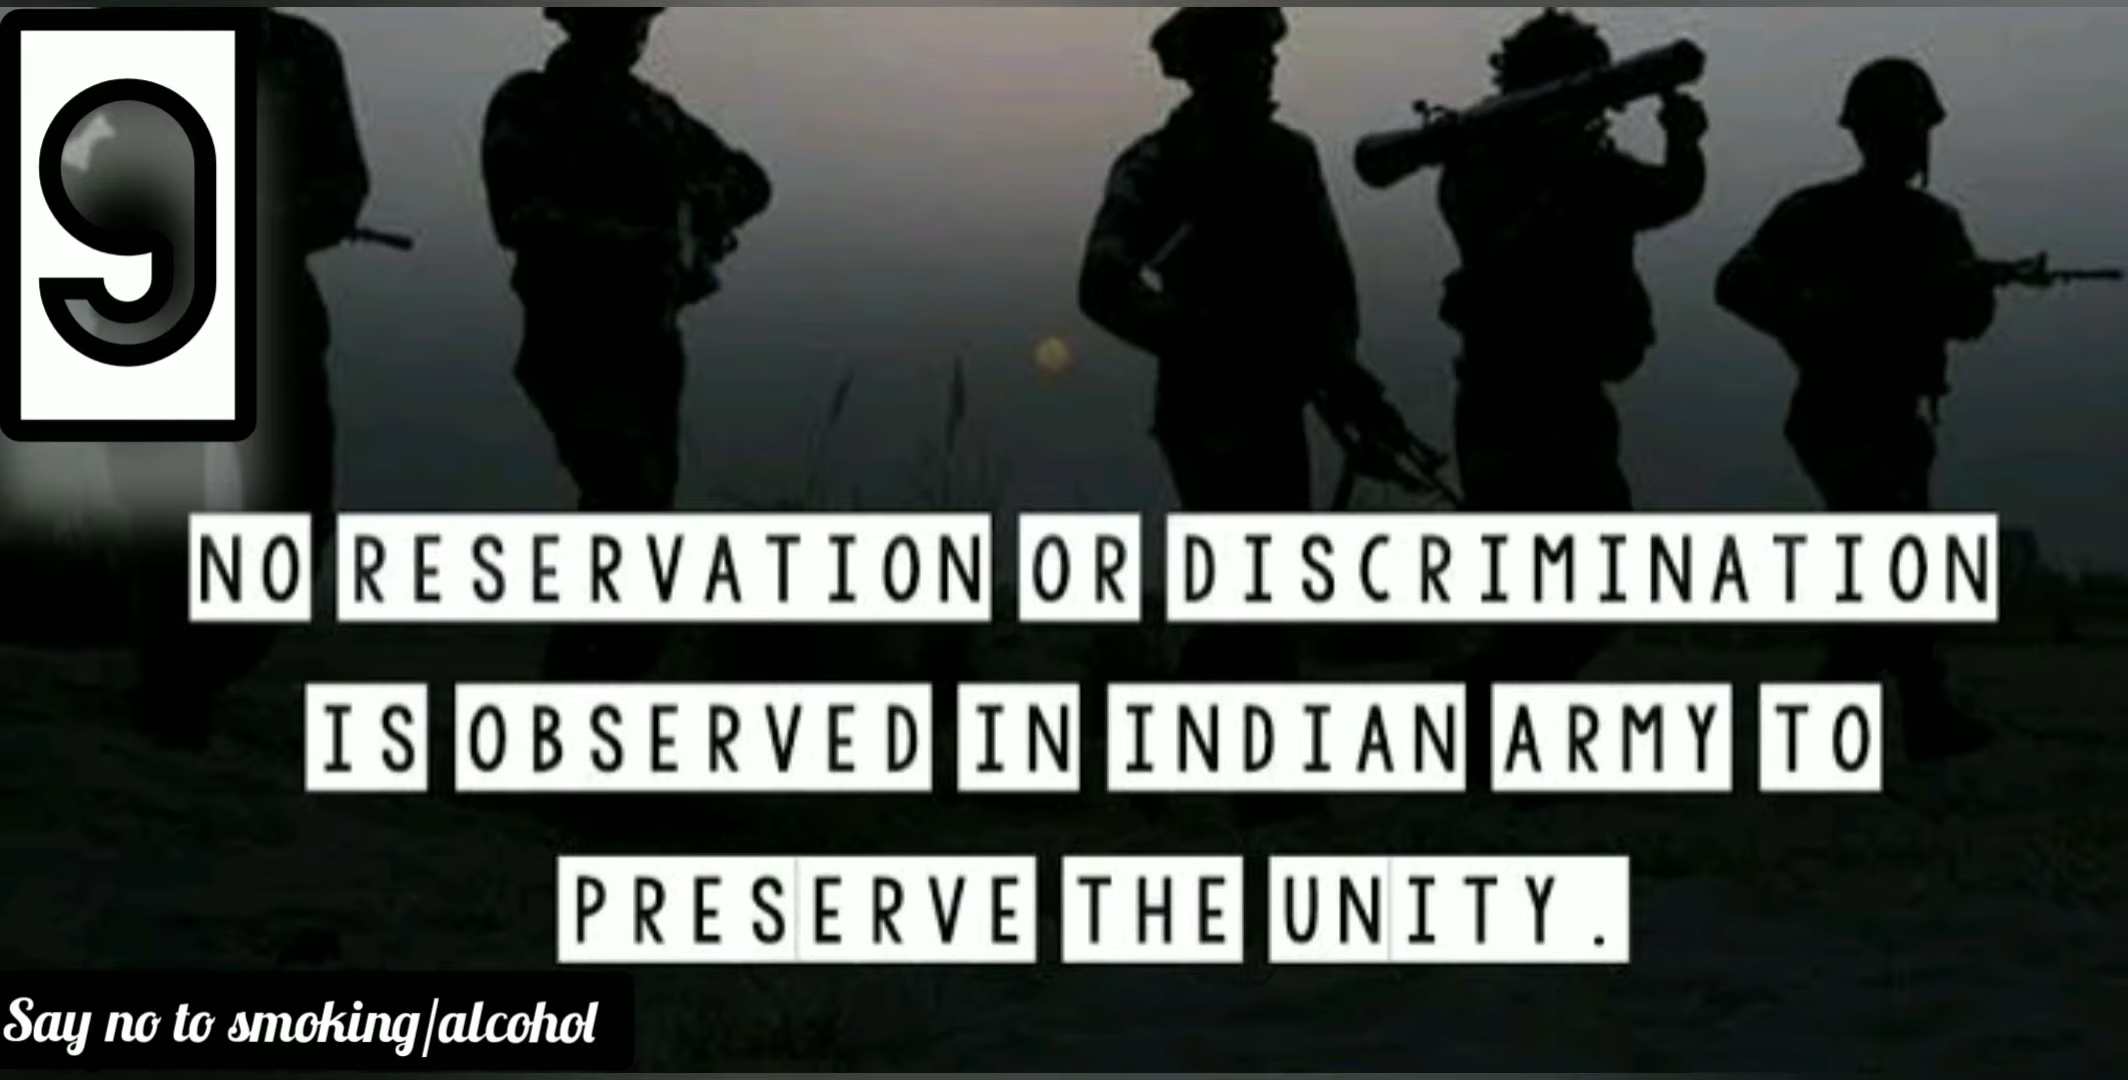 9
NO RESERVATION OR DISCRIMINATION
IS OBSERVED IN INDIAN ARMY TO
PRESERVE THE UNITY.
Say no to smoking/alcohol